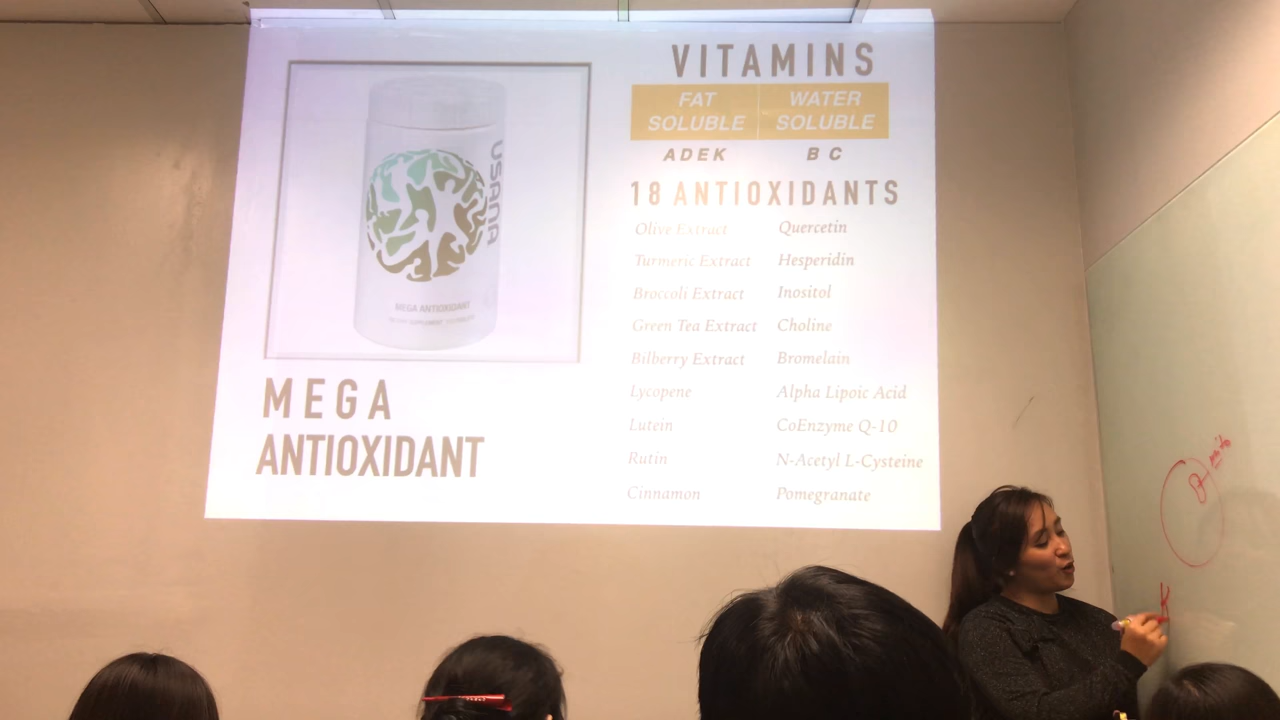 VITAMINS
FAT SOLUBLE
WATER SOLUBLE
ADEK
B C
18 ANTIOXIDANTS
Olive Extract
Turmeric Extract
Broccoli Extract
Green Tea Extract
Bilberry Extract
Lycopene
Lutein
Rutin
Cinnamon
Quercetin
Hesperidin
Inositol
Choline
Bromelain
Alpha Lipoic Acid
CoEnzyme Q-10
N-Acetyl L-Cysteine
Pomegranate
USANA
MEGA ANTIOXIDANT
MEGA
ANTIOXIDANT